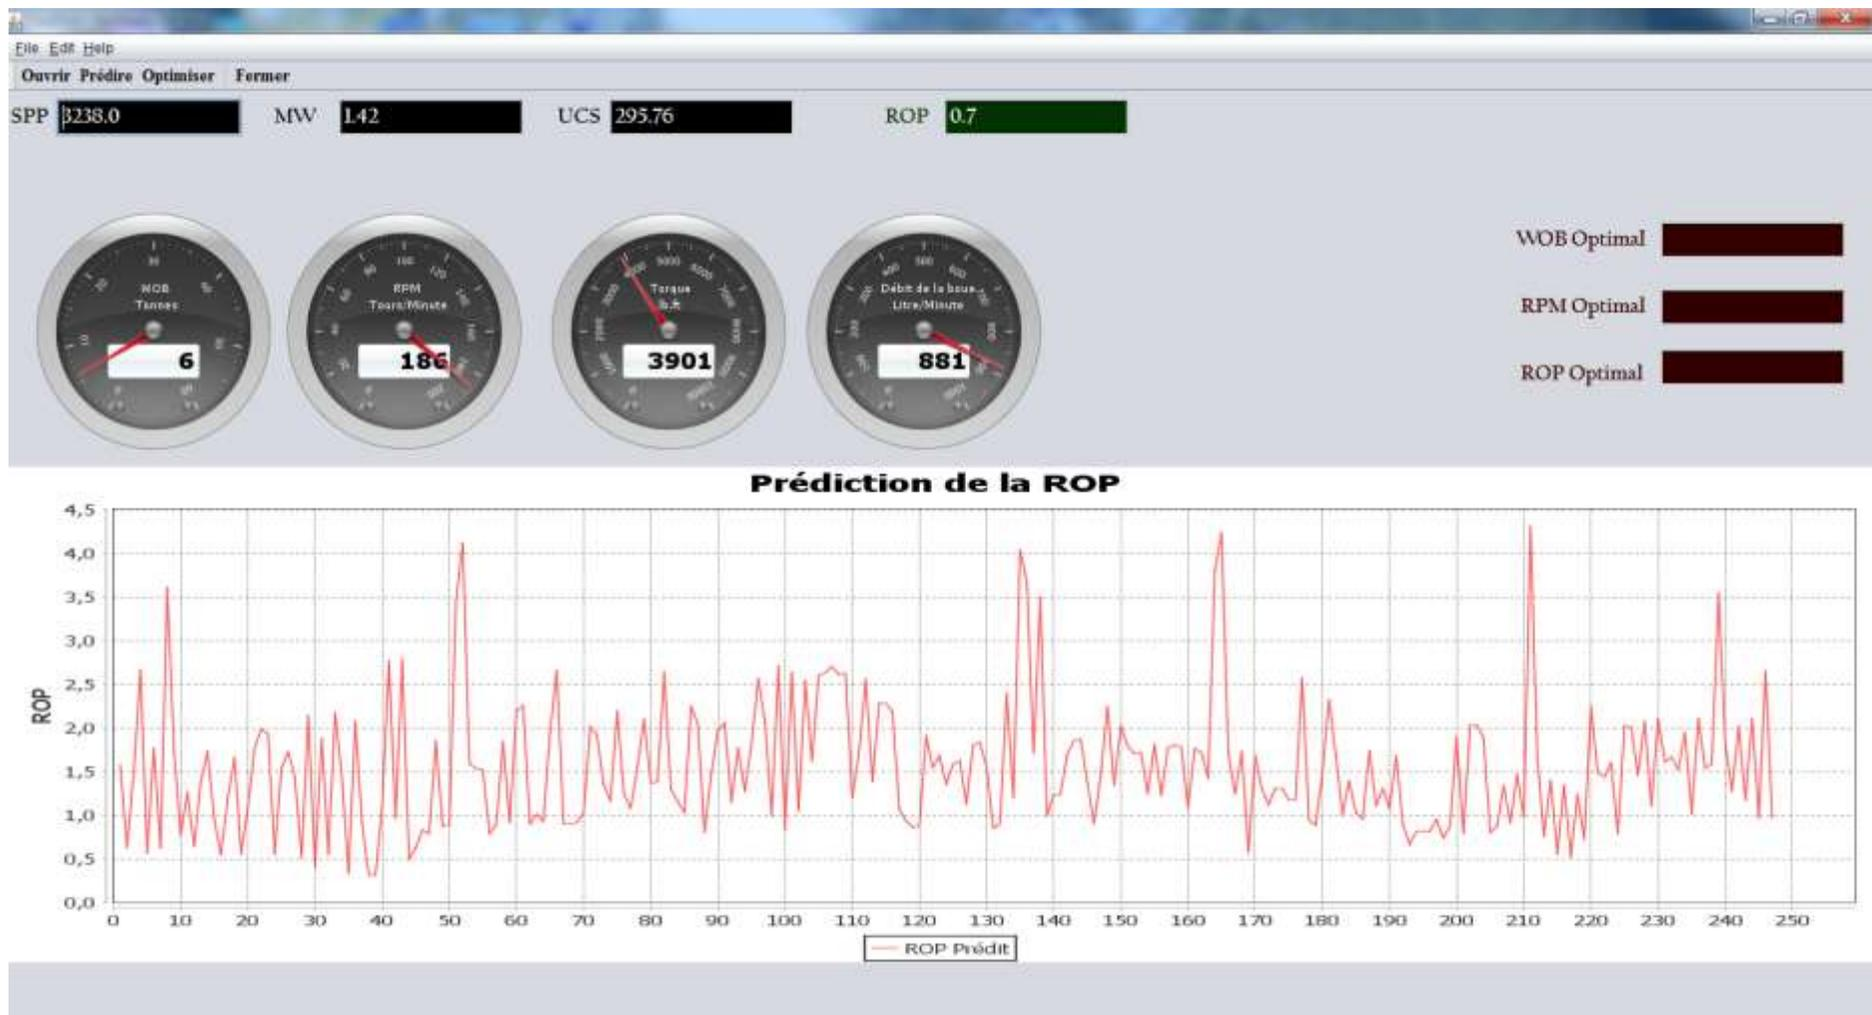 File Edit Help
Ouvrir Prédire Optimiser Fermer
SPP 3238.0 MW 1.42 UCS 295.76 ROP 0.7
WOB
Tonnes
6
RPM
Tours/Minute
186
Torque
lb.ft
3901
Débit de la boue...
Litre/Minute
881
WOB Optimal
RPM Optimal
ROP Optimal
Prédiction de la ROP
ROP
4,5
4,0
3,5
3,0
2,5
2,0
1,5
1,0
0,5
0,0
0 10 20 30 40 50 60 70 80 90 100 110 120 130 140 150 160 170 180 190 200 210 220 230 240 250
ROP Prédit